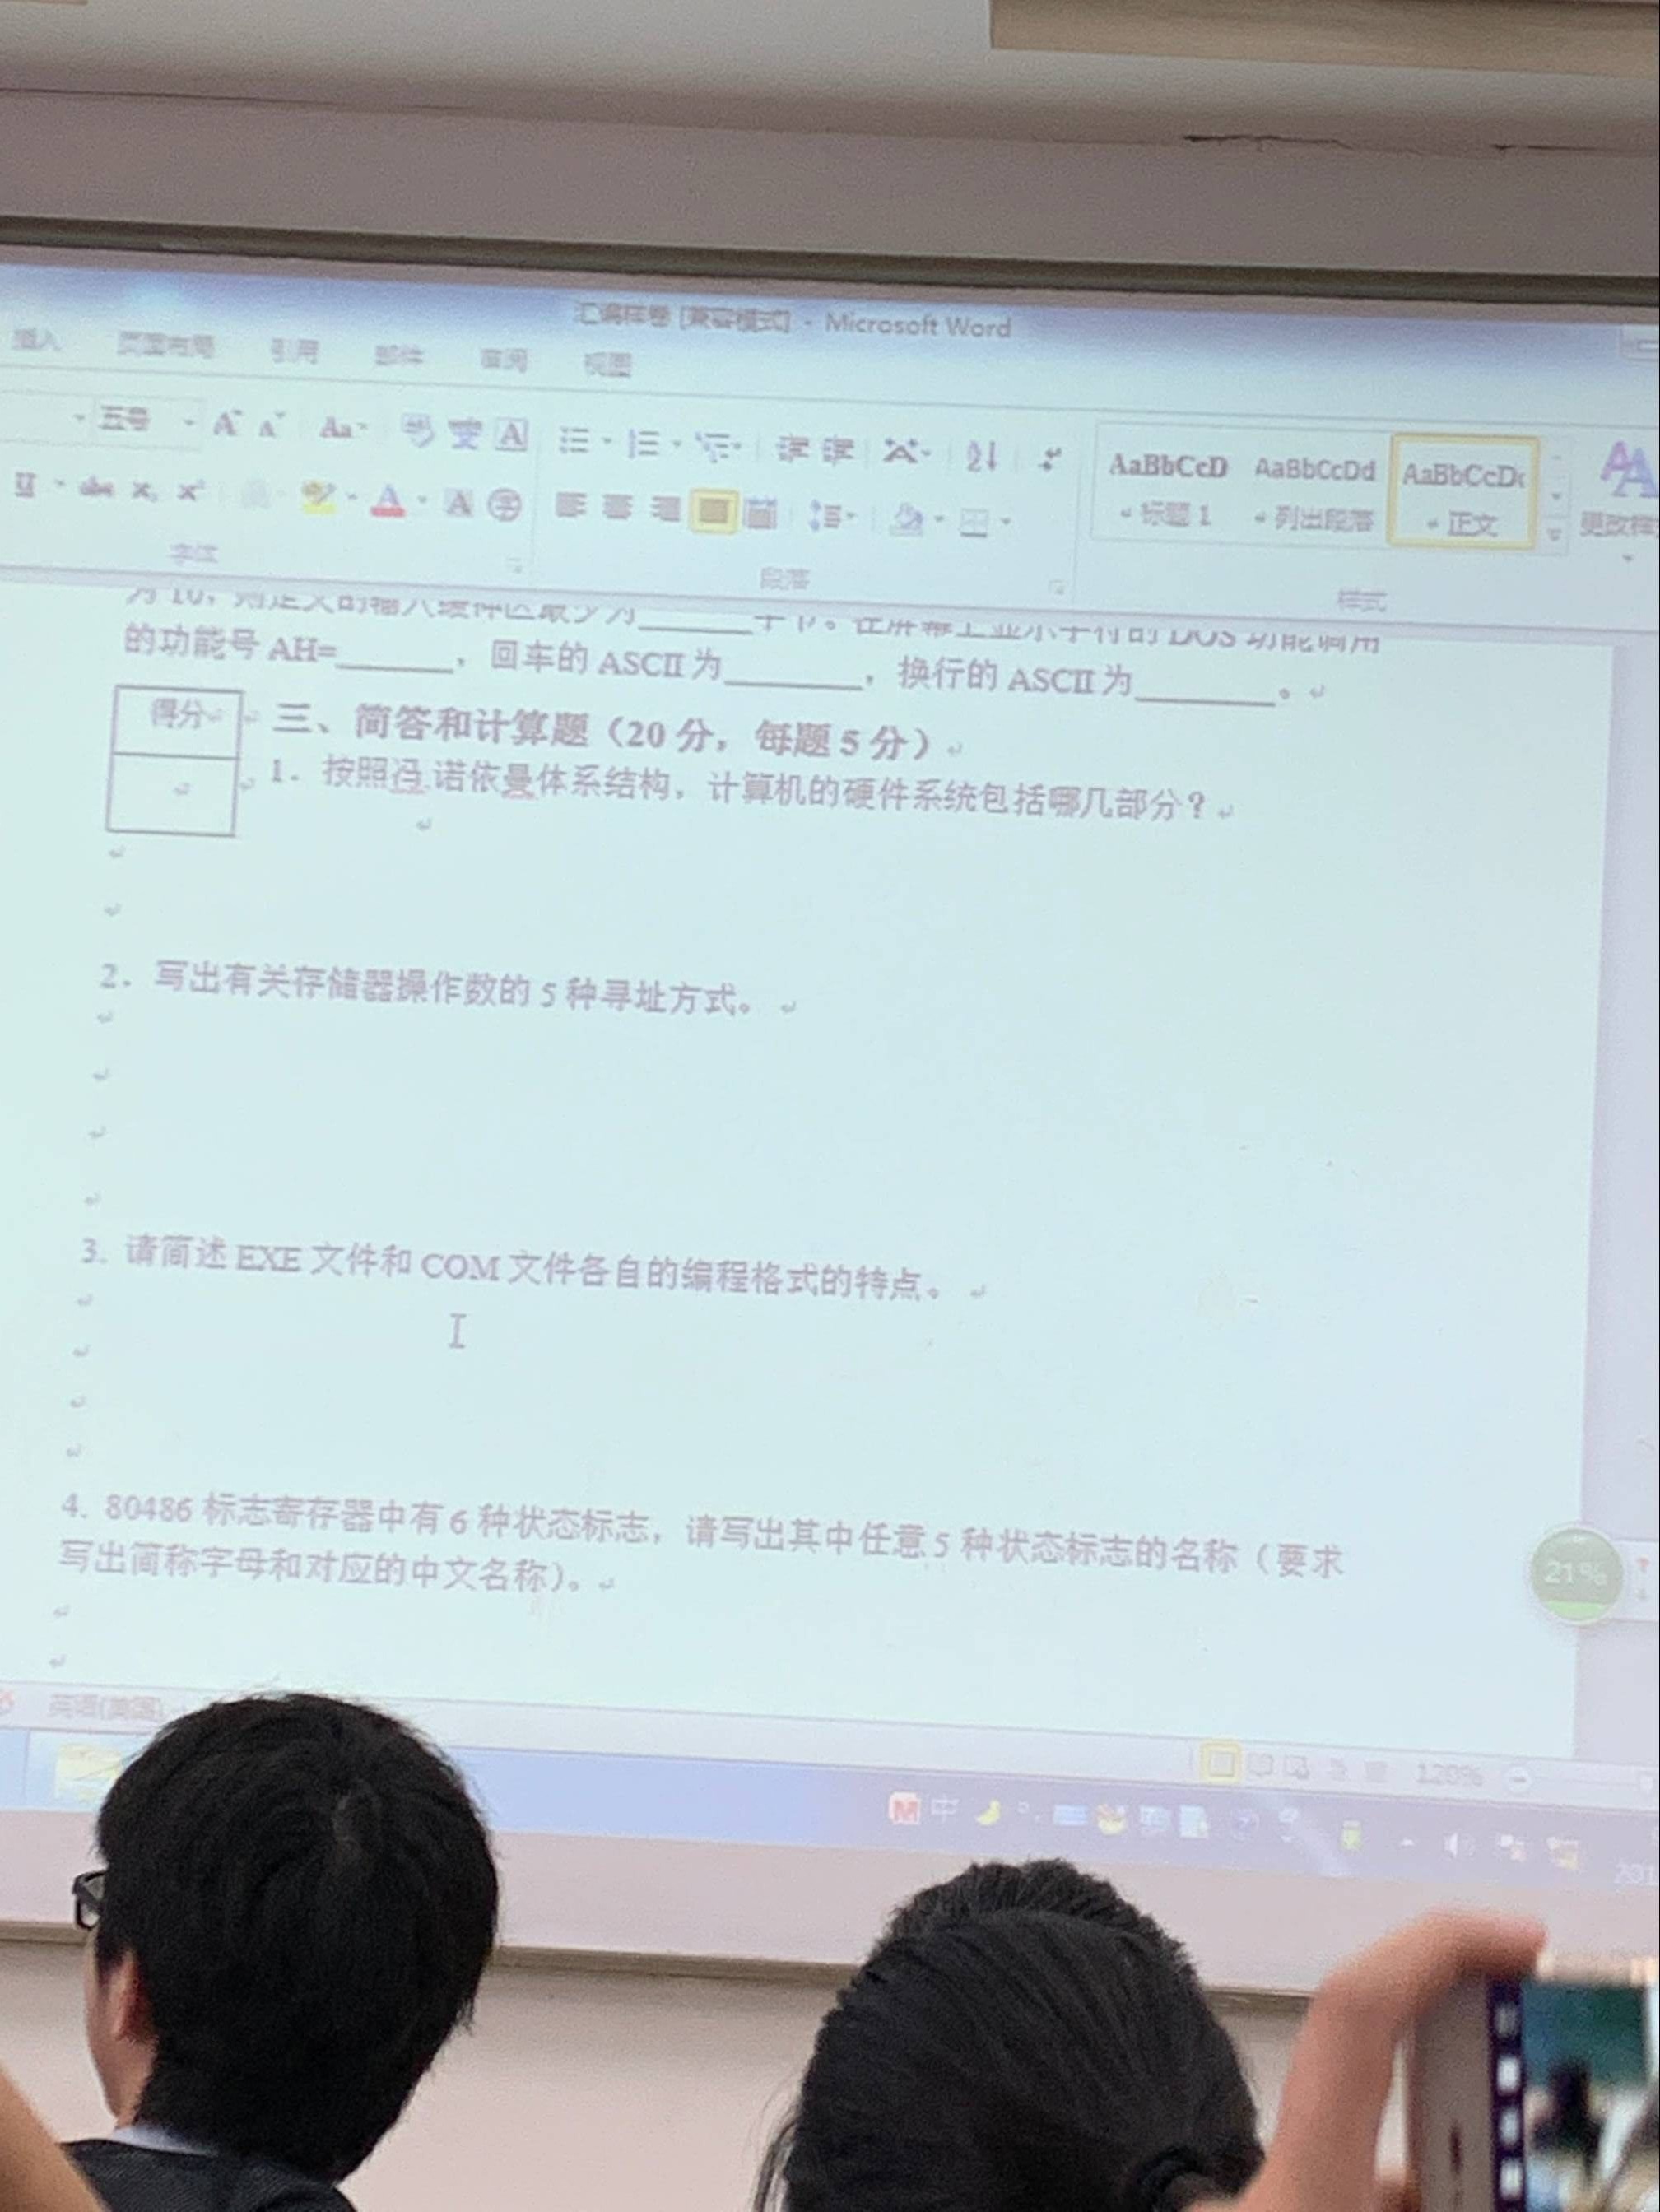 汇编样卷 [兼容模式] - Microsoft Word
插入 页面布局 引用 邮件 审阅 视图
五号 A A Aa 变 A
U abc X₂ X² A A 字
AaBbCcD AaBbCcDd AaBbCcDc
标题 1 列出段落 正文 更改样式
字体 段落 样式
为 10，则定义的输入缓冲区最少为______字节。在屏幕上显示字符的 DOS 功能调用
的功能号 AH=______，回车的 ASCII 为_______，换行的 ASCII 为_______。
得分
三、简答和计算题（20 分，每题 5 分）
1．按照冯.诺依曼体系结构，计算机的硬件系统包括哪几部分？
2．写出有关存储器操作数的 5 种寻址方式。
3. 请简述 EXE 文件和 COM 文件各自的编程格式的特点。
4. 80486 标志寄存器中有 6 种状态标志，请写出其中任意 5 种状态标志的名称（要求
写出简称字母和对应的中文名称）。
21%
英语(美国)
120%
M 中
201